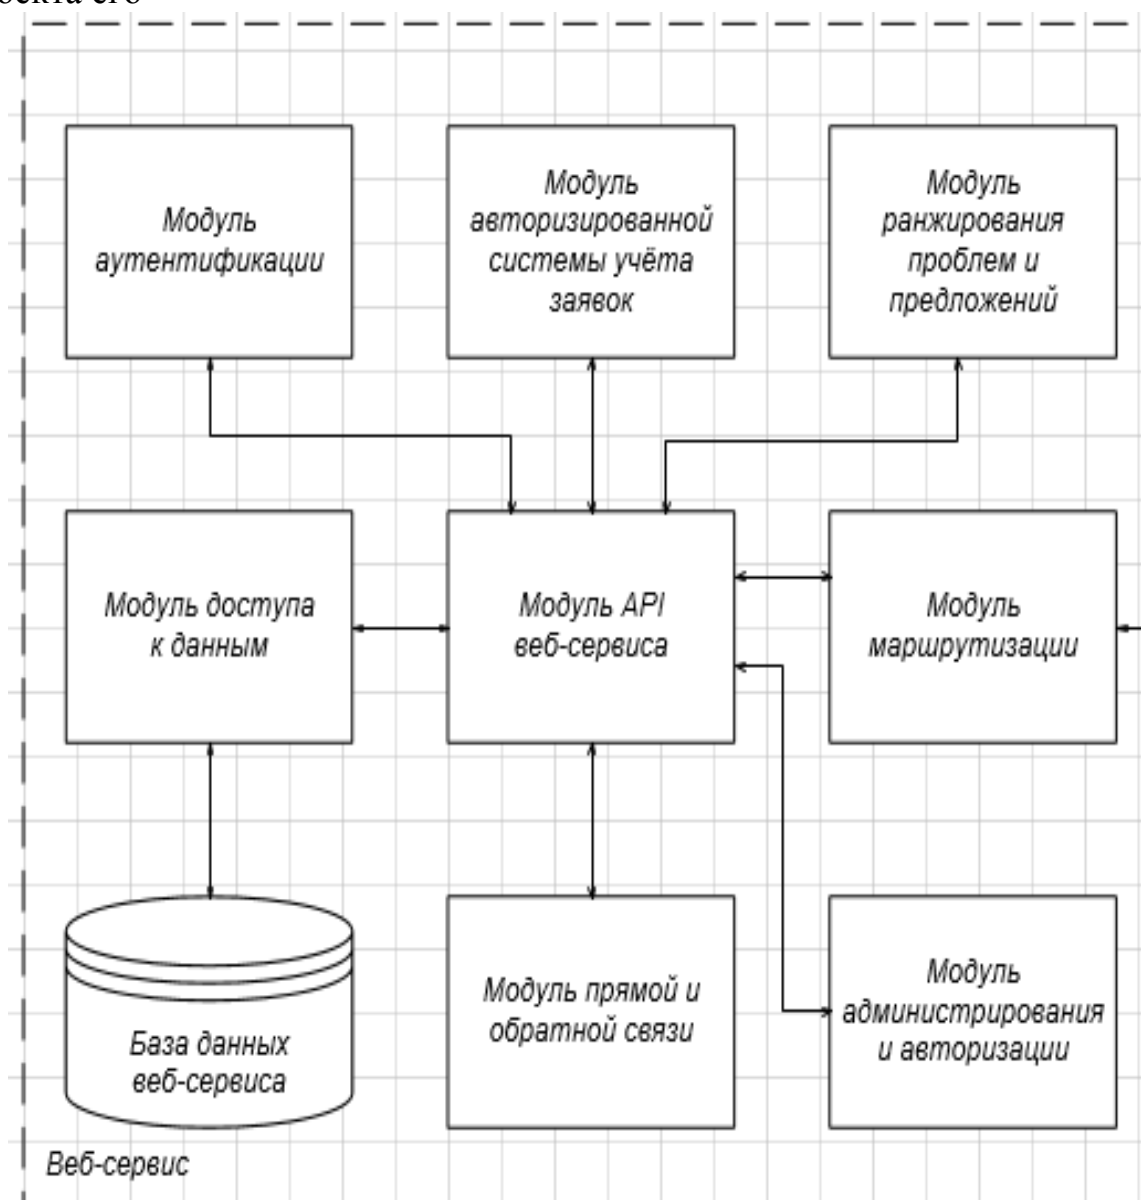 Модуль
аутентификации
Модуль
авторизированной
системы учёта
заявок
Модуль
ранжирования
проблем и
предложений
Модуль доступа
к данным
Модуль API
веб-сервиса
Модуль
маршрутизации
База данных
веб-сервиса
Модуль прямой и
обратной связи
Модуль
администрирования
и авторизации
Веб-сервис